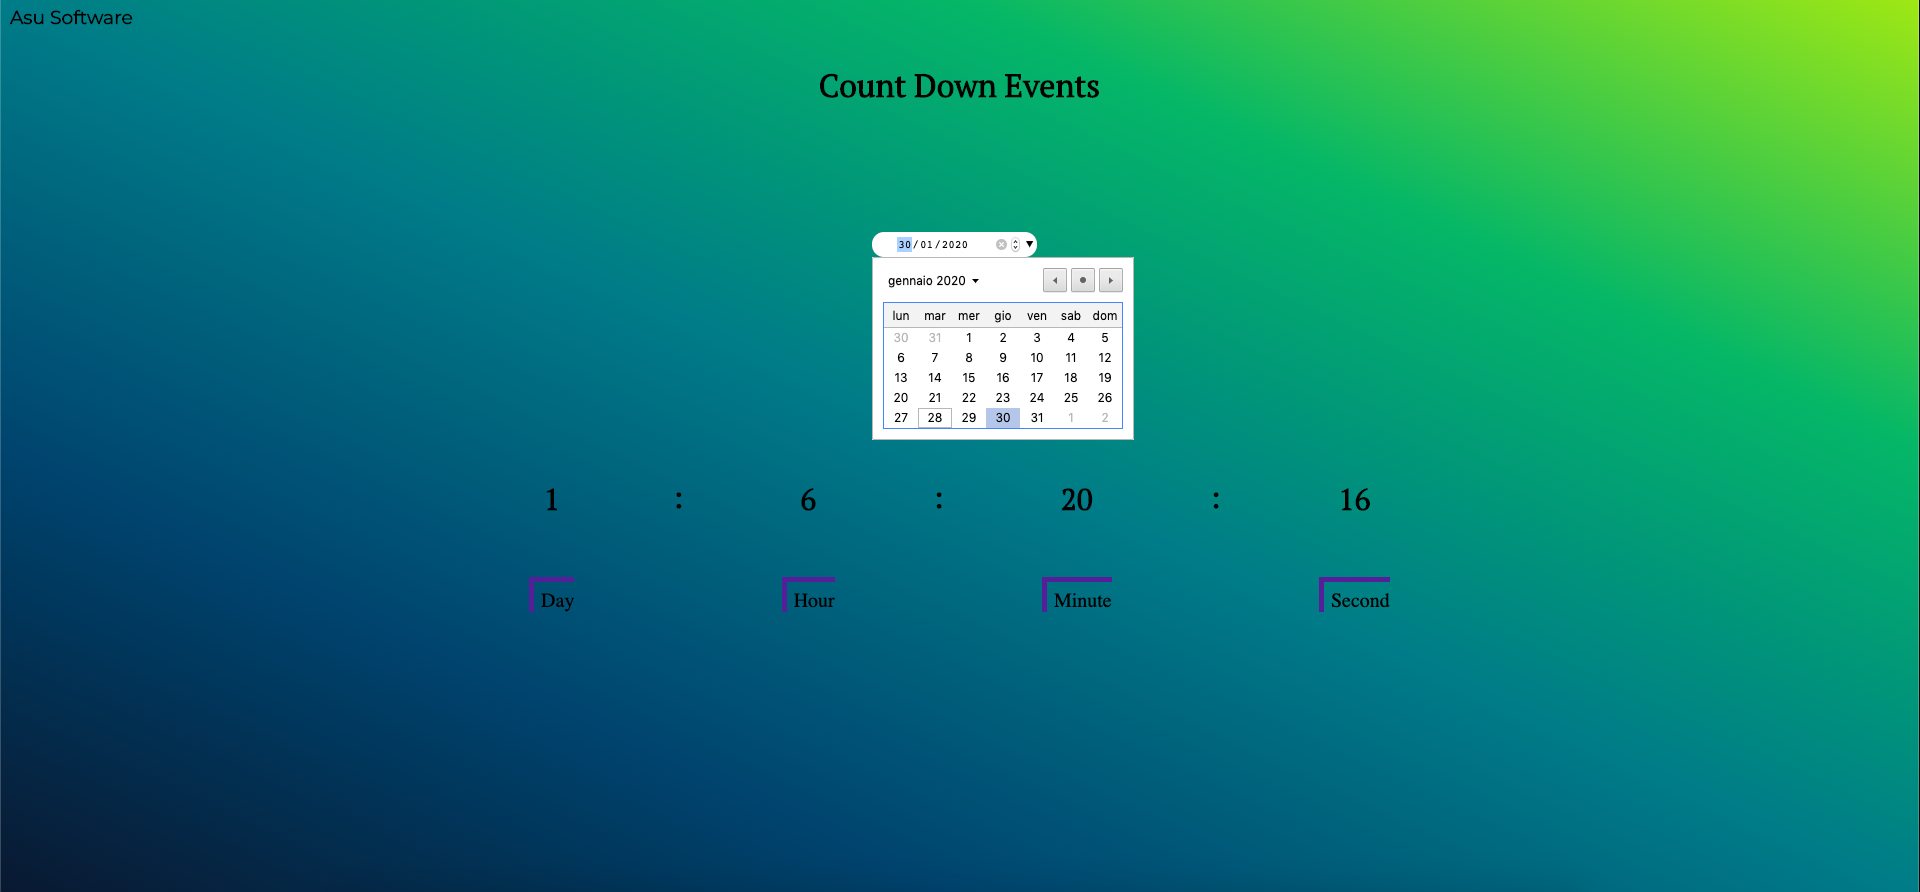 Asu Software
Count Down Events
30/01/2020
gennaio 2020
lun mar mer gio ven sab dom
30 31 1 2 3 4 5
6 7 8 9 10 11 12
13 14 15 16 17 18 19
20 21 22 23 24 25 26
27 28 29 30 31 1 2
1 : 6 : 20 : 16
Day Hour Minute Second